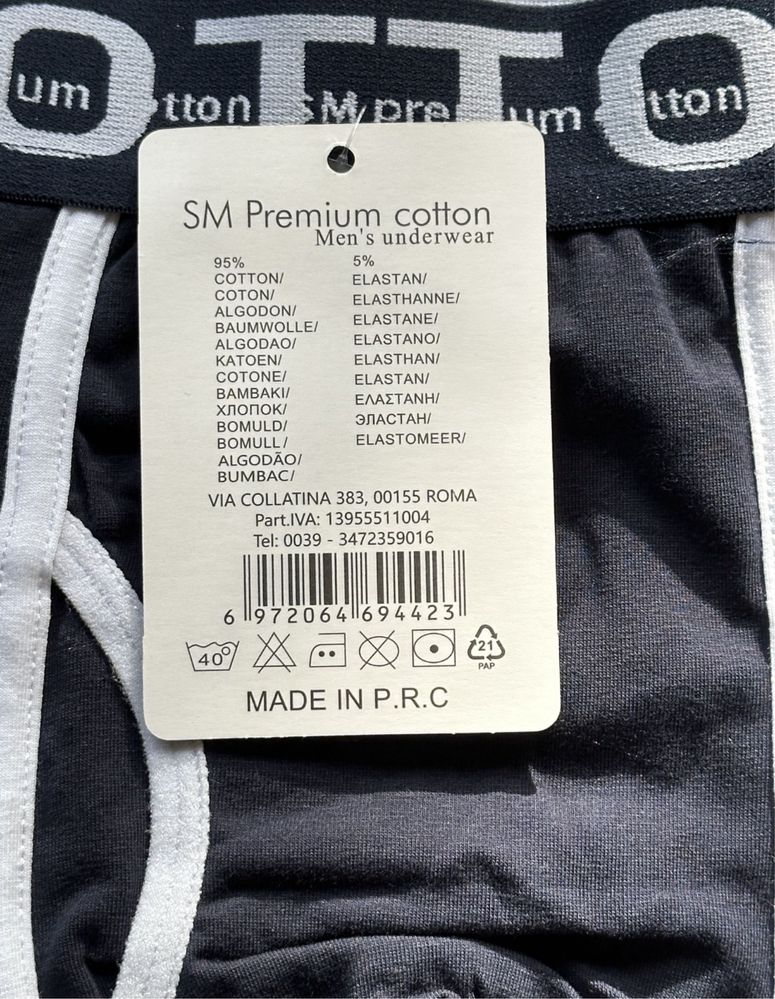 OTTO
um tton SM pre um tton
SM Premium cotton
Men's underwear
95%
COTTON/
COTON/
ALGODON/
BAUMWOLLE/
ALGODAO/
KATOEN/
COTONE/
BAMBAKI/
ХЛОПОК/
BOMULD/
BOMULL/
ALGODÃO/
BUMBAC/
5%
ELASTAN/
ELASTHANNE/
ELASTANE/
ELASTANO/
ELASTHAN/
ELASTAN/
ΕΛΑΣΤΑΝΗ/
ЭЛАСТАН/
ELASTOMEER/
VIA COLLATINA 383, 00155 ROMA
Part.IVA: 13955511004
Tel: 0039 - 3472359016
6 972064 694423
40°
21
PAP
MADE IN P.R.C